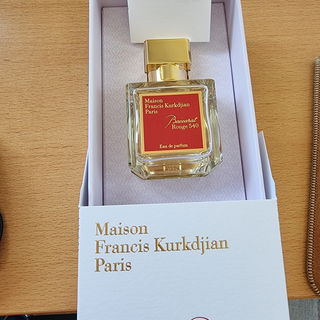 Maison
Francis Kurkdjian
Paris
Baccarat
Rouge 540
Eau de parfum
Maison
Francis Kurkdjian
Paris